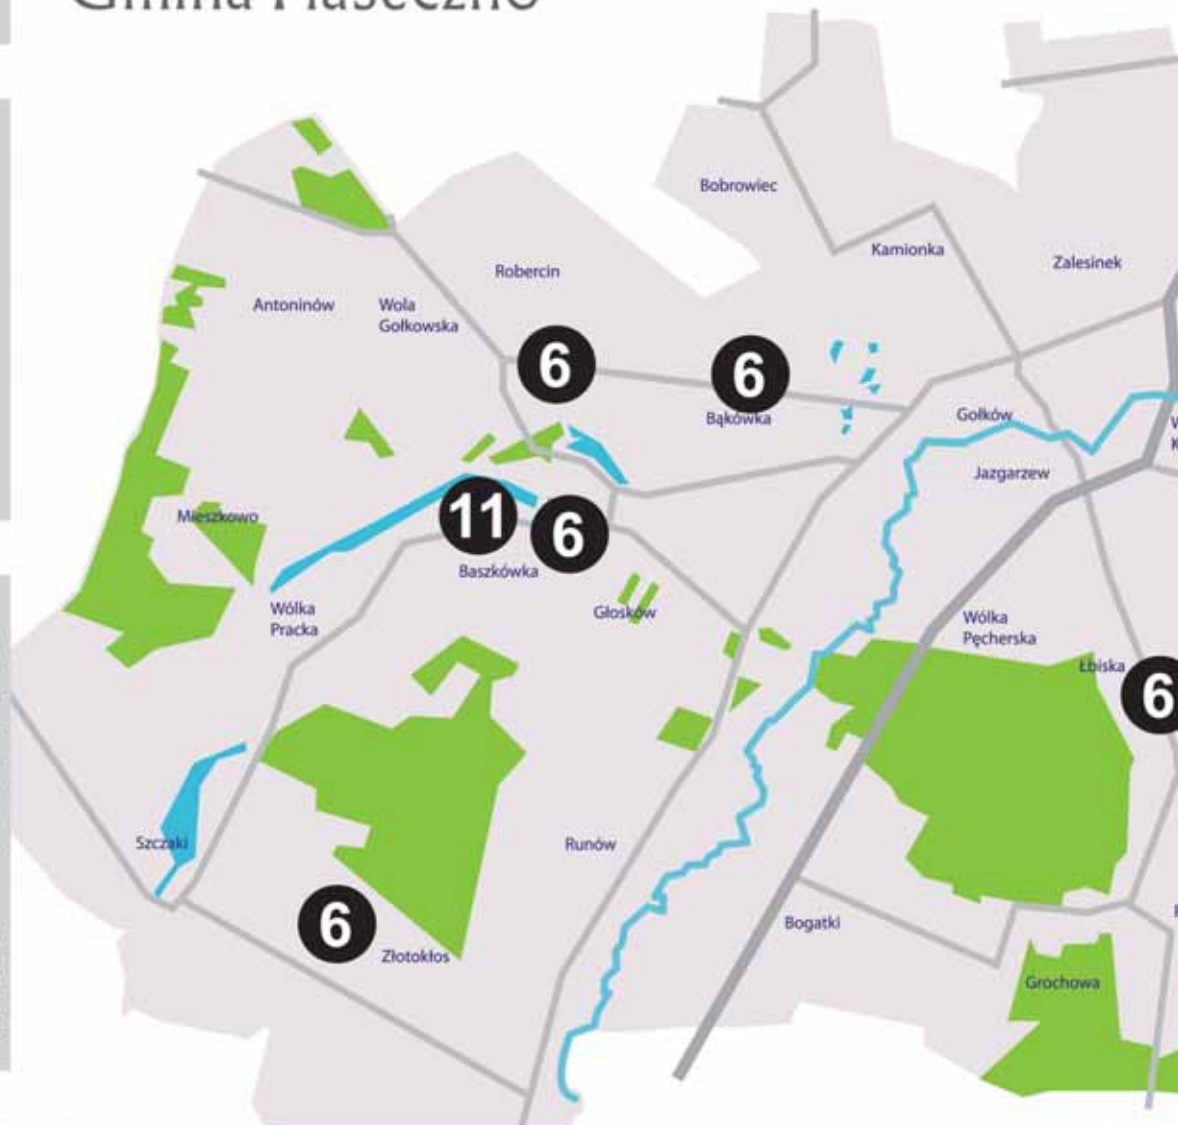 Gmina Piaseczno
Bobrowiec
Kamionka
Zalesinek
Robercin
Antoninów
Wola
Gołkowska
6
6
Bąkówka
Gołków
Jazgarzew
Mieszkowo
11
6
Baszkówka
Wólka
Pracka
Głosków
Wólka
Pęcherska
Łbiska
6
Szczaki
Runów
6
Złotokłos
Bogatki
Grochowa